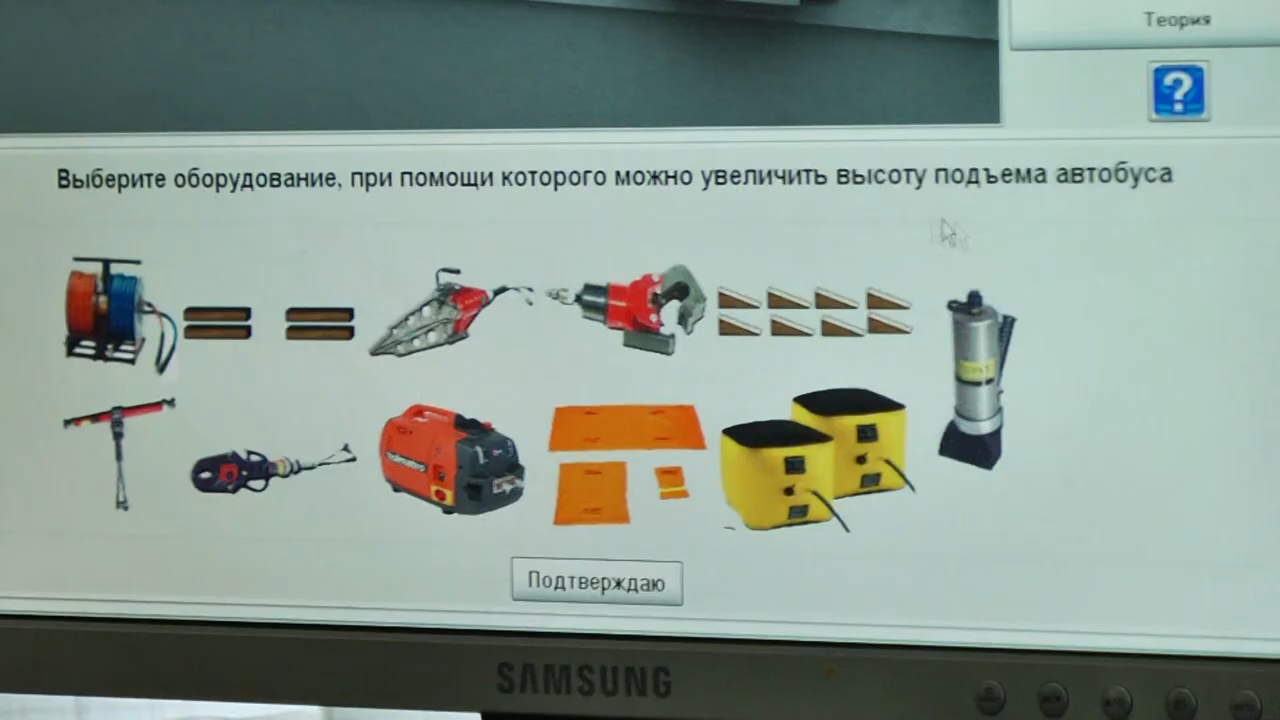 Теория
?
Выберите оборудование, при помощи которого можно увеличить высоту подъема автобуса
Подтверждаю
SAMSUNG